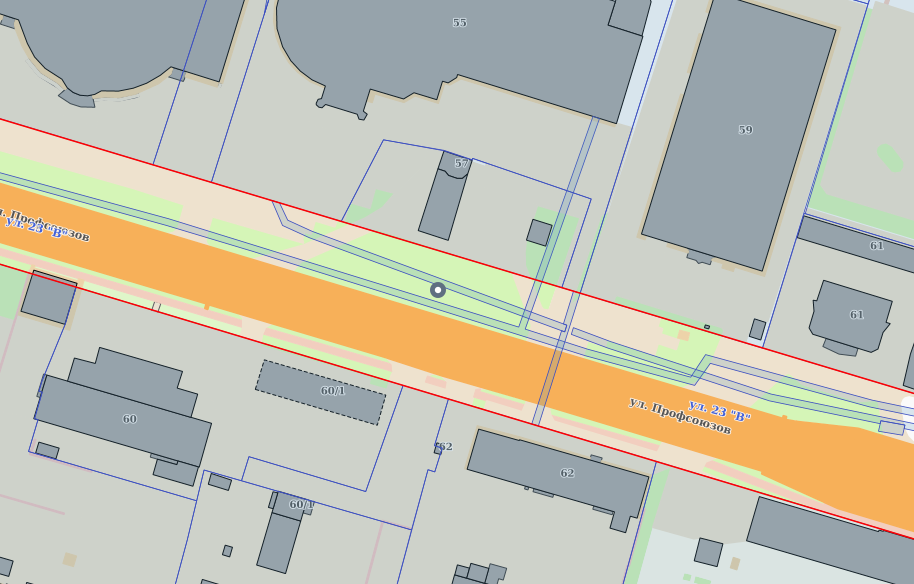 55
59
57
ул. Профсоюзов
ул. 23 "В"
61
61
60/1
ул. 23 "В"
ул. Профсоюзов
60
62
62
60/1